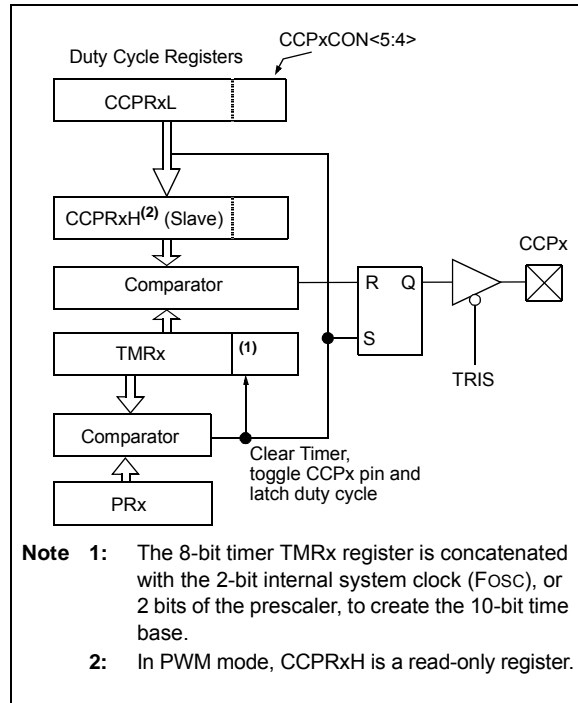 CCPxCON<5:4>
Duty Cycle Registers
CCPRxL
CCPRxH(2) (Slave)
CCPx
Comparator
R Q
S
TMRx
(1)
TRIS
Comparator
Clear Timer,
toggle CCPx pin and
latch duty cycle
PRx
Note 1: The 8-bit timer TMRx register is concatenated
with the 2-bit internal system clock (FOSC), or
2 bits of the prescaler, to create the 10-bit time
base.
2: In PWM mode, CCPRxH is a read-only register.